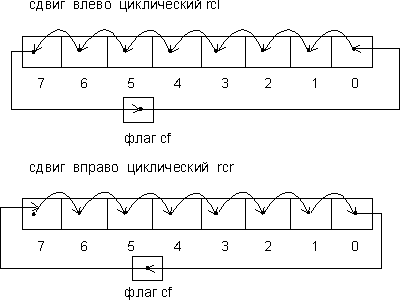 сдвиг влево циклический rcl
7 6 5 4 3 2 1 0
флаг cf
сдвиг вправо циклический rcr
7 6 5 4 3 2 1 0
флаг cf